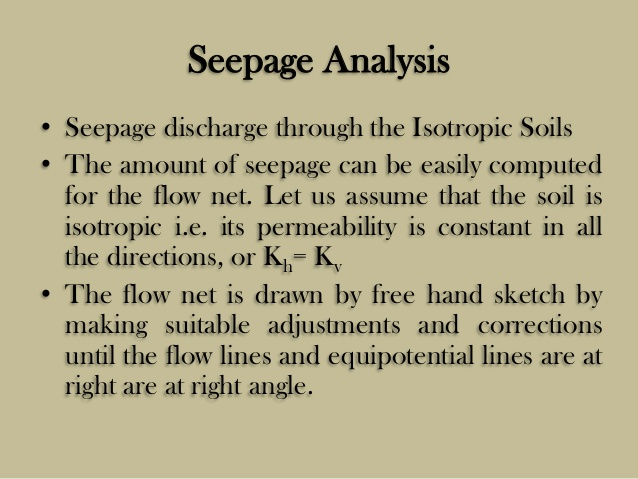 Seepage Analysis
• Seepage discharge through the Isotropic Soils
• The amount of seepage can be easily computed
for the flow net. Let us assume that the soil is
isotropic i.e. its permeability is constant in all
the directions, or Kh= Kv
• The flow net is drawn by free hand sketch by
making suitable adjustments and corrections
until the flow lines and equipotential lines are at
right are at right angle.